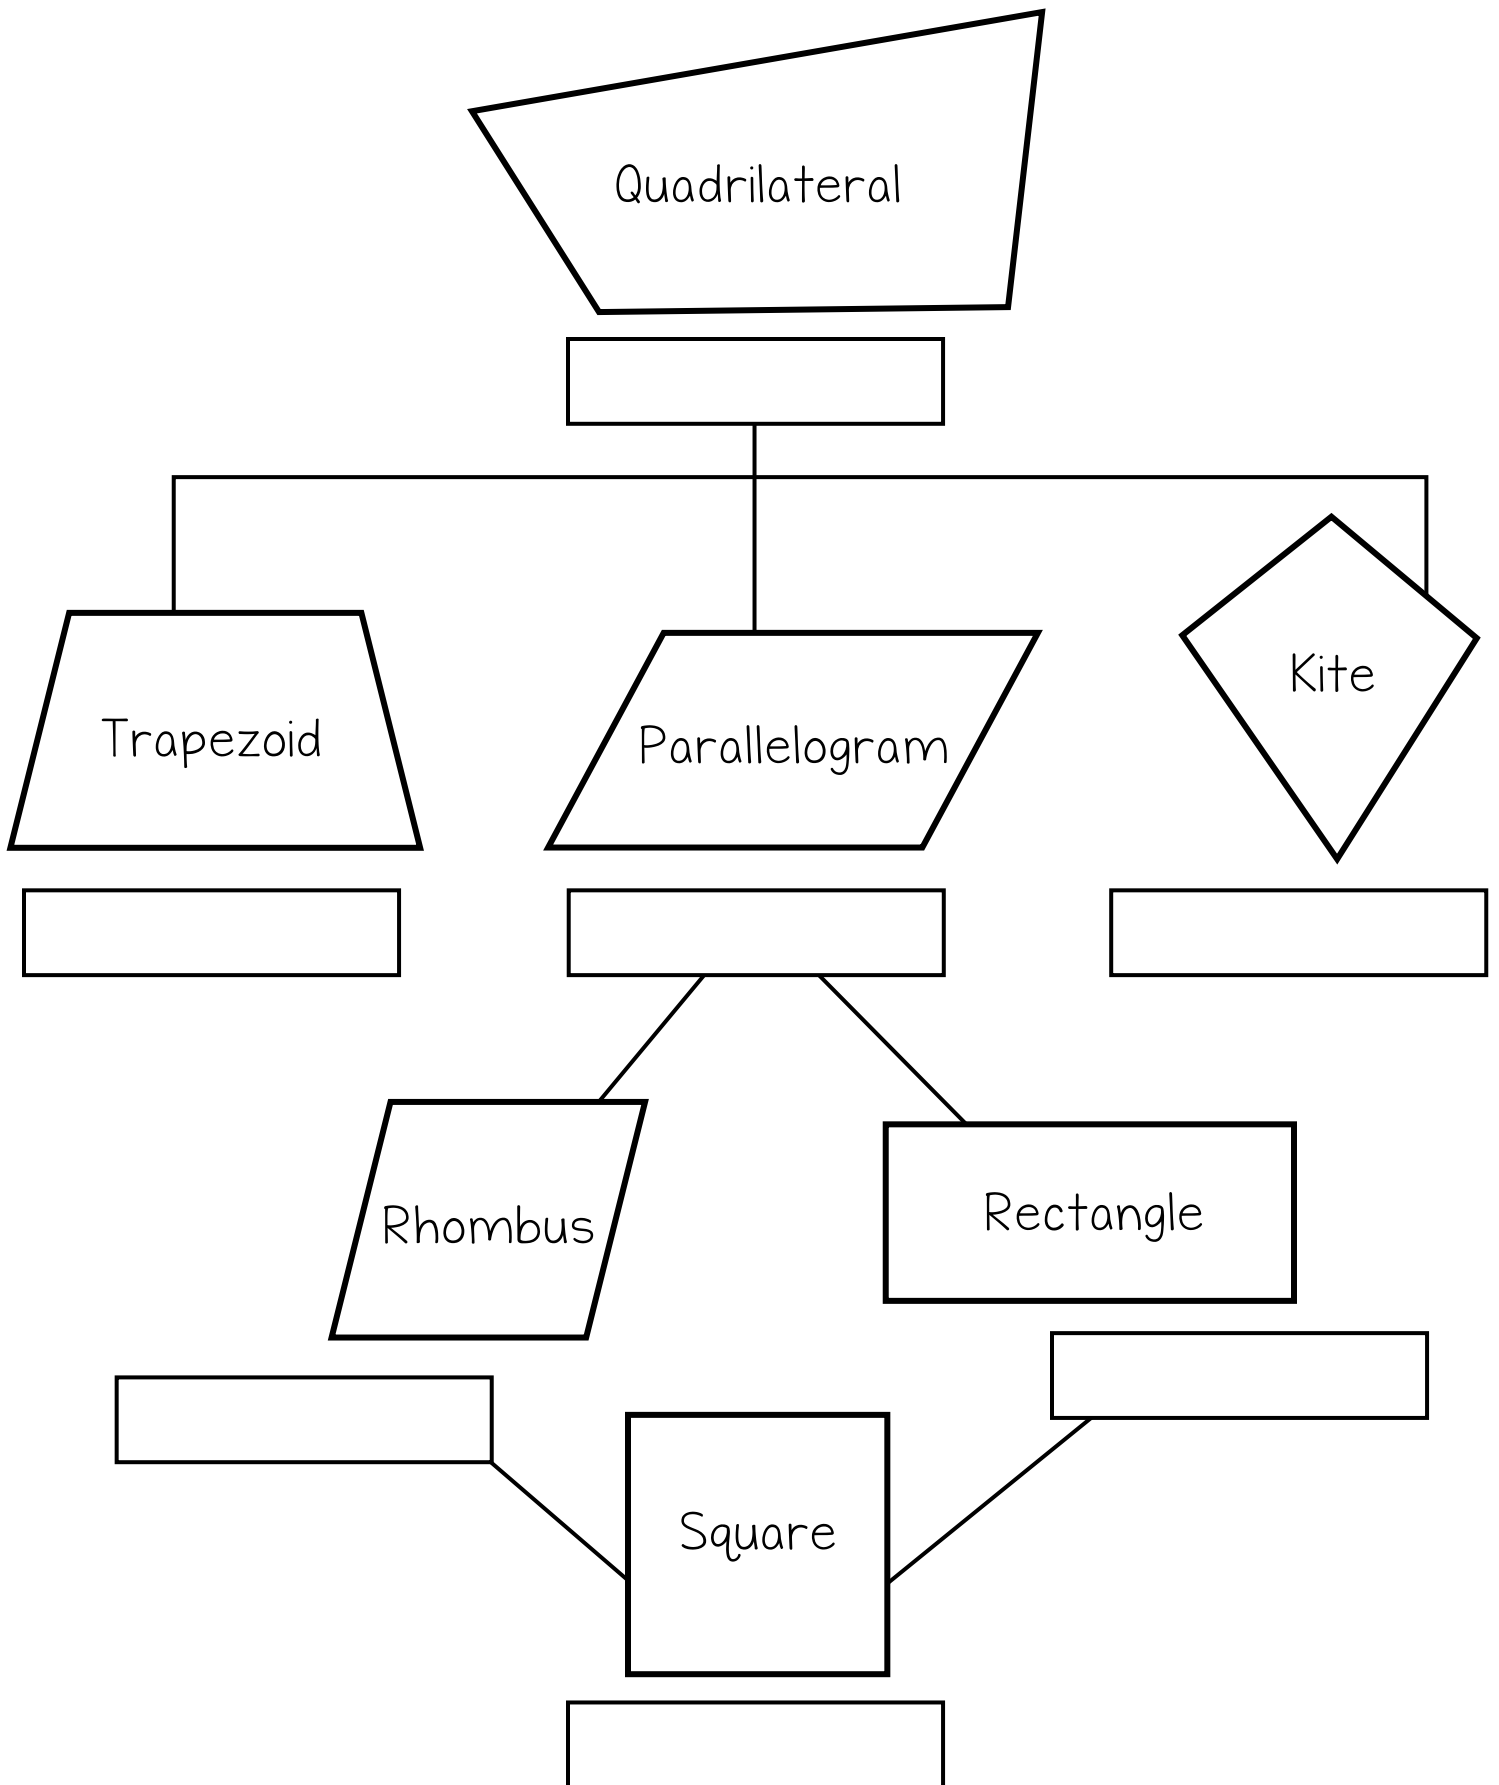 Quadrilateral
Trapezoid
Parallelogram
Kite
Rhombus
Rectangle
Square